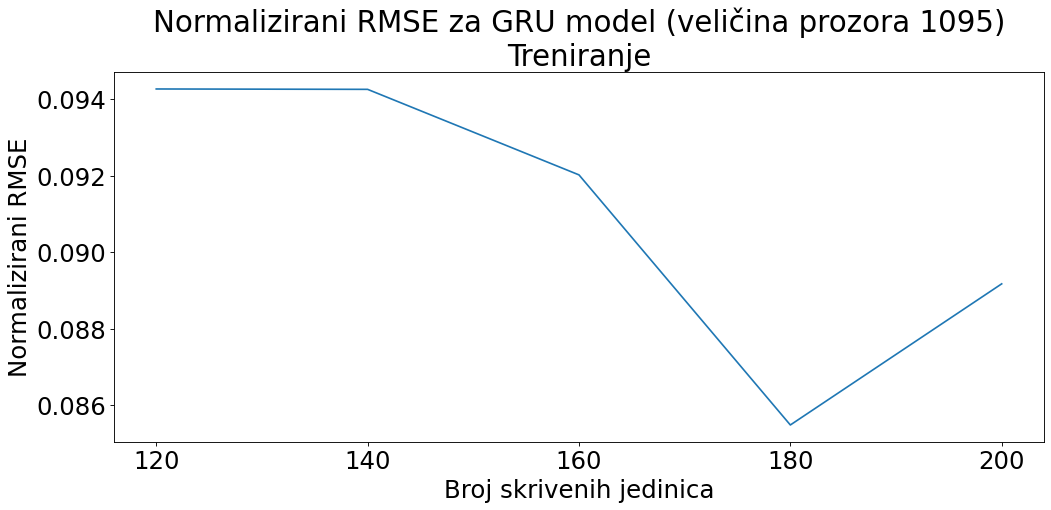 Normalizirani RMSE za GRU model (veličina prozora 1095)
Treniranje
Normalizirani RMSE
0.094
0.092
0.090
0.088
0.086
120 140 160 180 200
Broj skrivenih jedinica